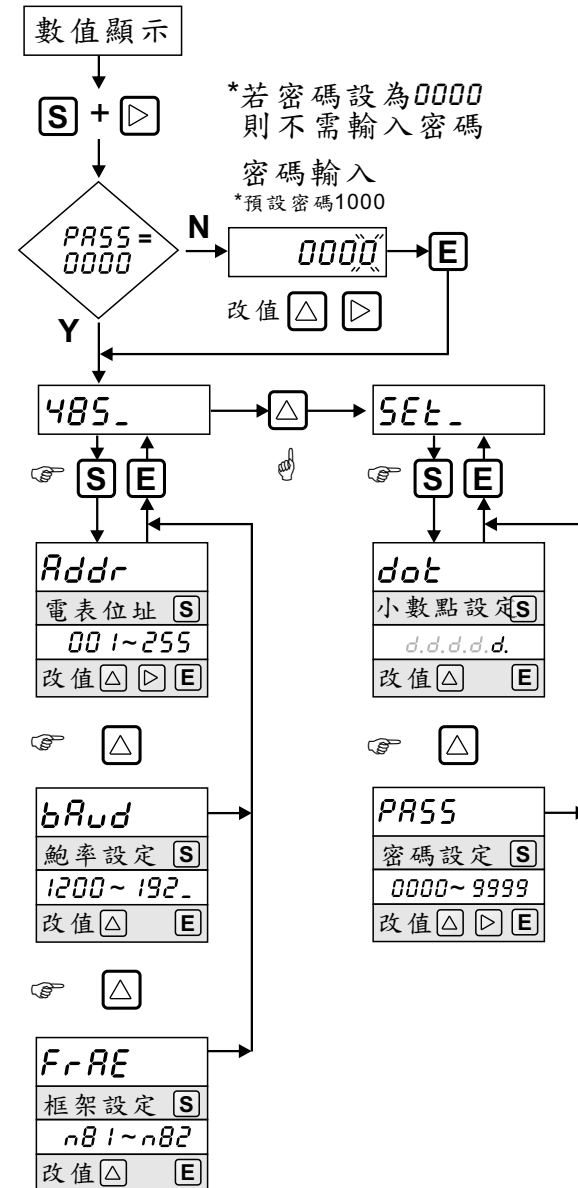 數值顯示
S + ▷
*若密碼設為0000
則不需輸入密碼
密碼輸入
*預設密碼1000
PASS =
0000
N
0000
E
改值 △ ▷
Y
485_
△
SEt_
S E
S E
Addr
電表位址 S
001~255
改值 △ ▷ E
△
bAud
鮑率設定 S
1200~192_
改值 △ E
△
FrAE
框架設定 S
n81~n82
改值 △ E
dot
小數點設定 S
d.d.d.d.d.
改值 △ E
△
PASS
密碼設定 S
0000~9999
改值 △ ▷ E